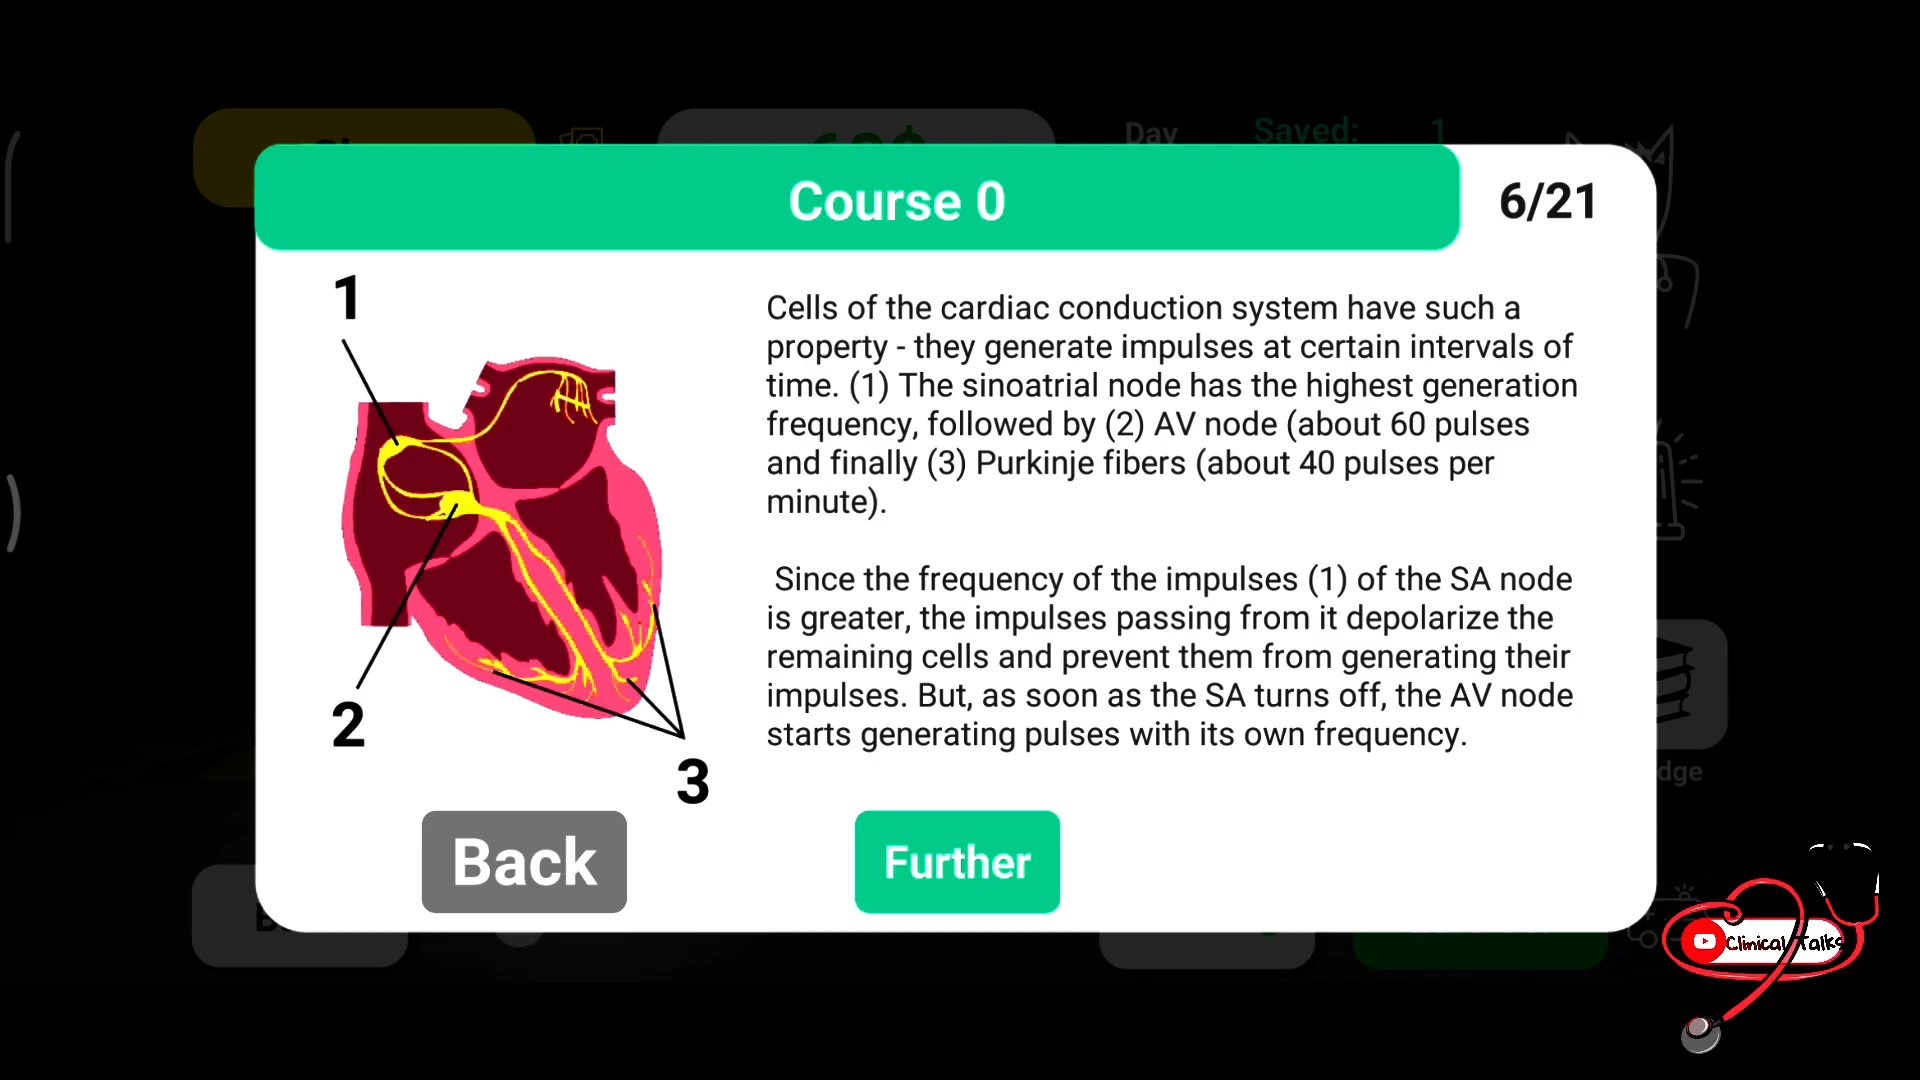 Day
Saved:
1
Course 0
6/21
1
Cells of the cardiac conduction system have such a
property - they generate impulses at certain intervals of
time. (1) The sinoatrial node has the highest generation
frequency, followed by (2) AV node (about 60 pulses
and finally (3) Purkinje fibers (about 40 pulses per
minute).
Since the frequency of the impulses (1) of the SA node
is greater, the impulses passing from it depolarize the
remaining cells and prevent them from generating their
impulses. But, as soon as the SA turns off, the AV node
starts generating pulses with its own frequency.
2
3
Back
Further
Clinical Talks